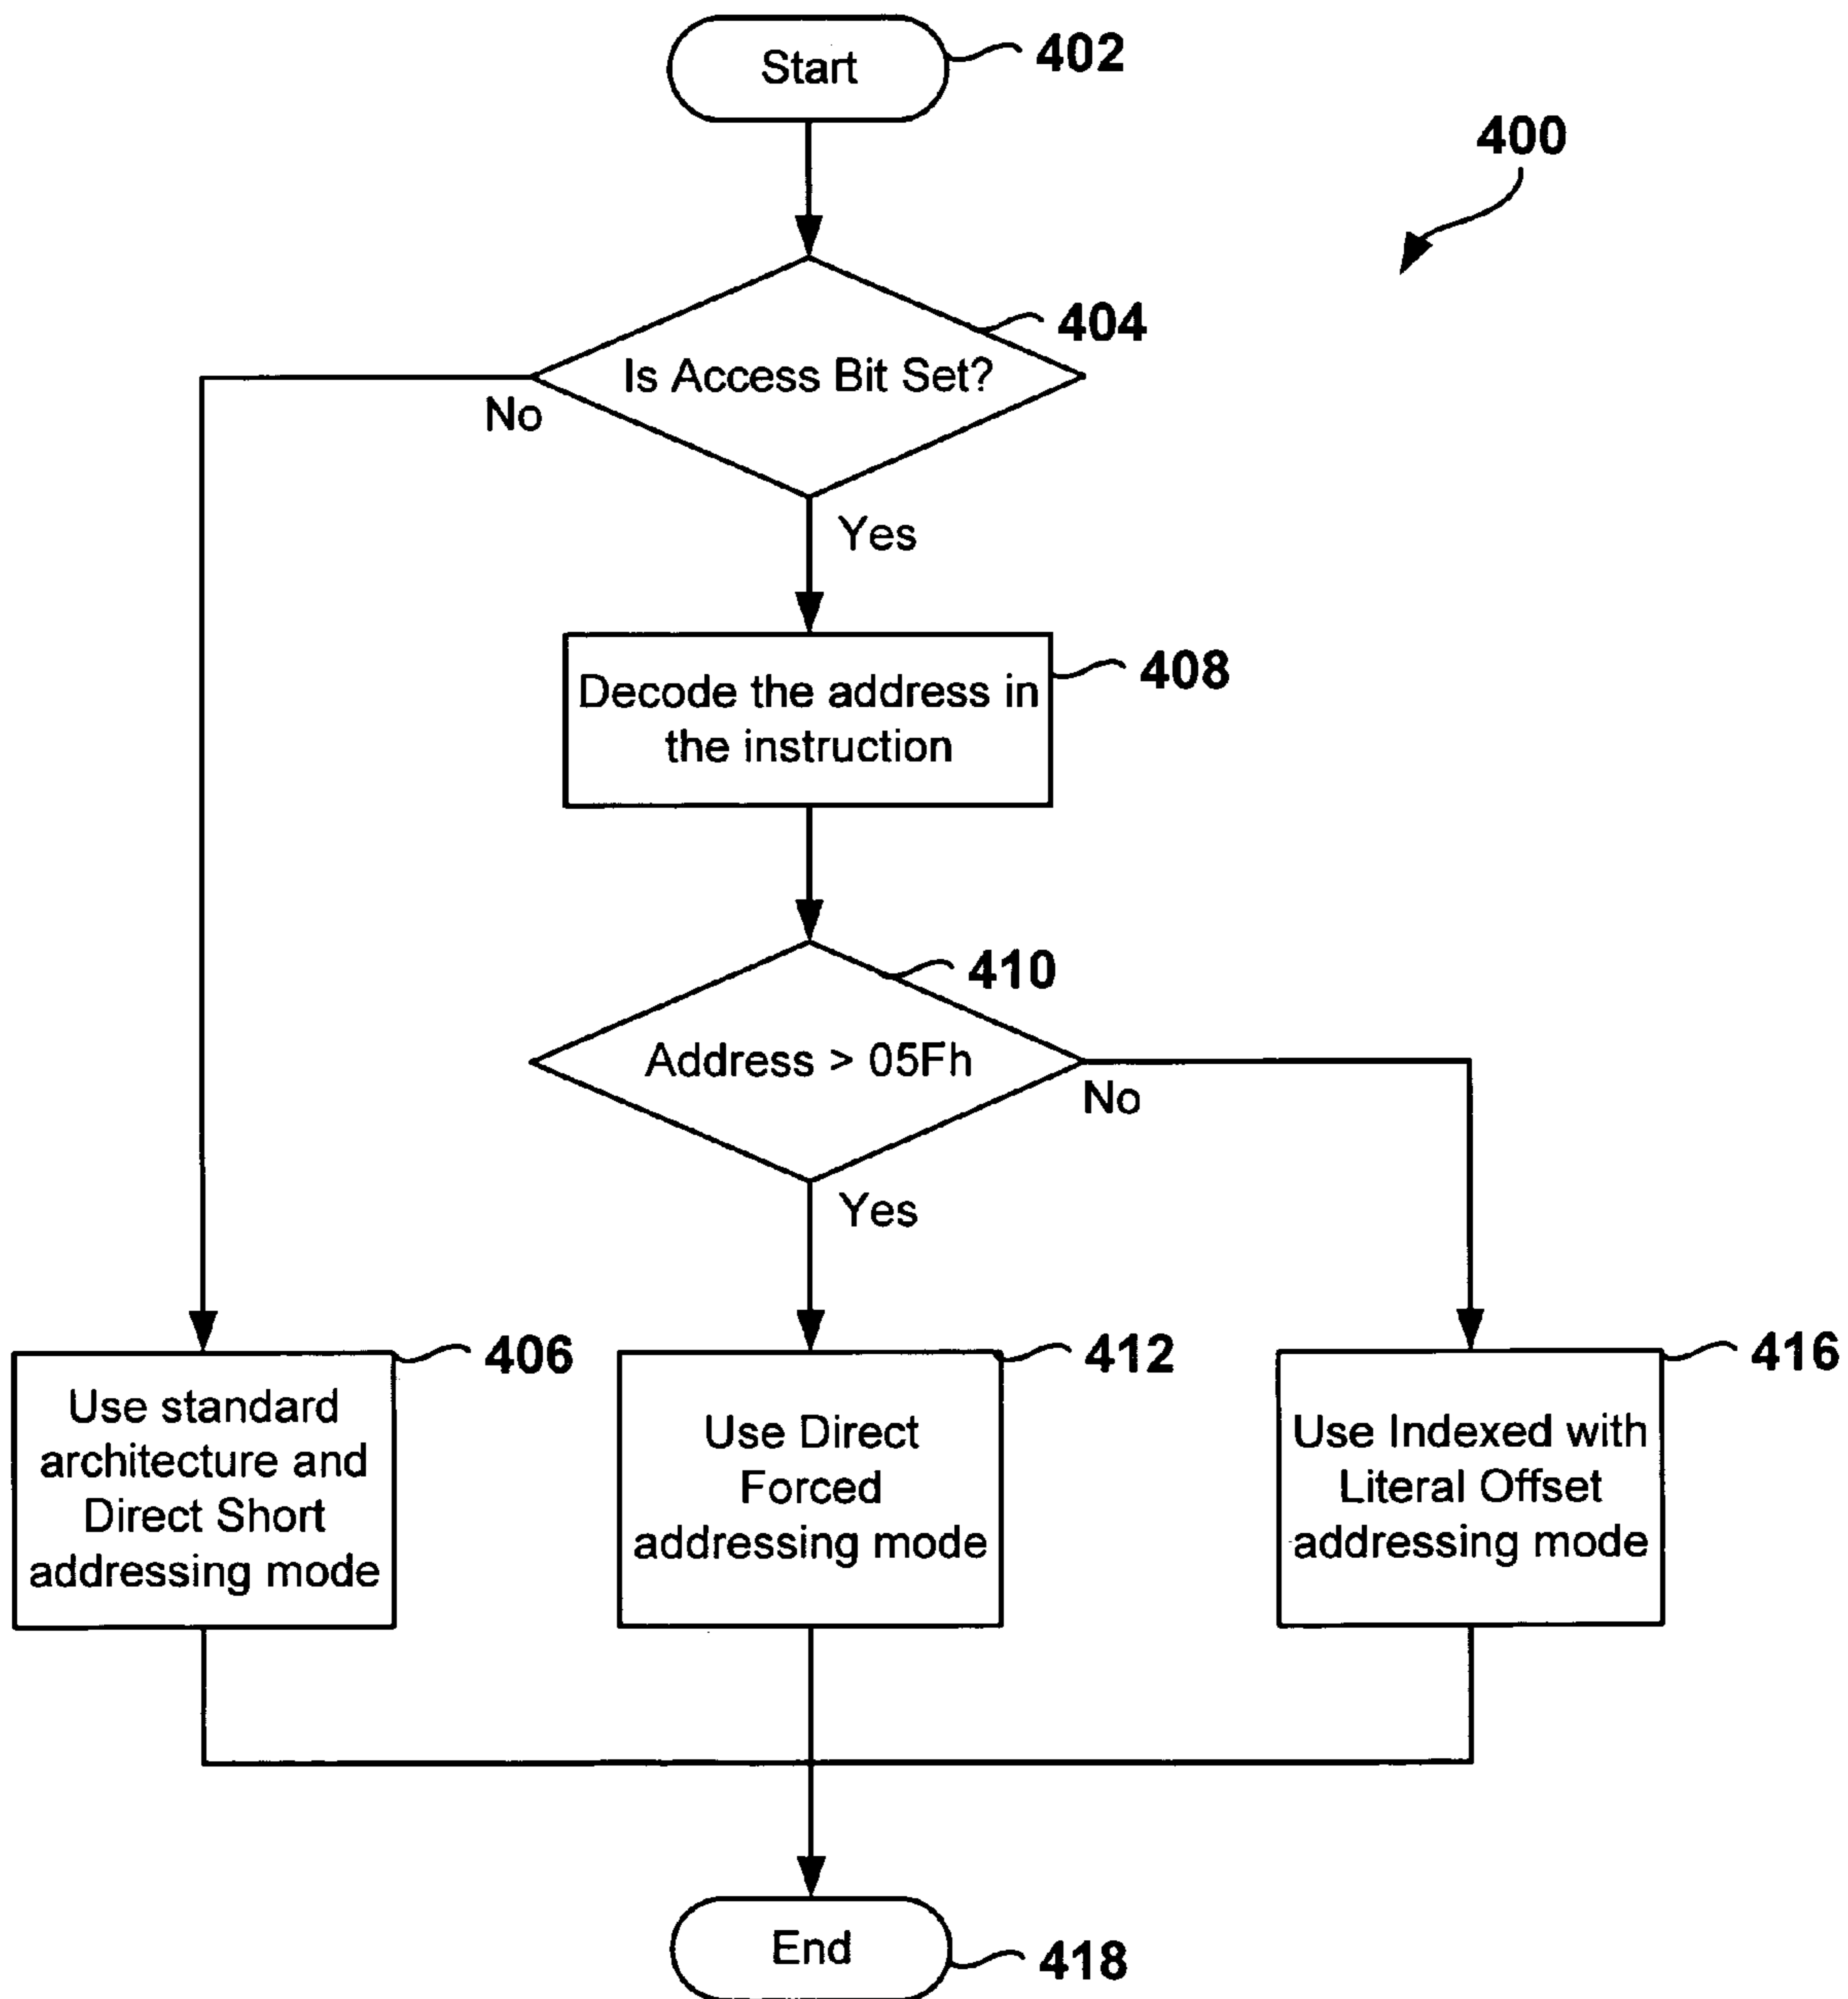 Start
402
400
404
Is Access Bit Set?
No
Yes
408
Decode the address in
the instruction
410
Address > 05Fh
No
Yes
406
412
416
Use standard
architecture and
Direct Short
addressing mode
Use Direct
Forced
addressing mode
Use Indexed with
Literal Offset
addressing mode
End
418